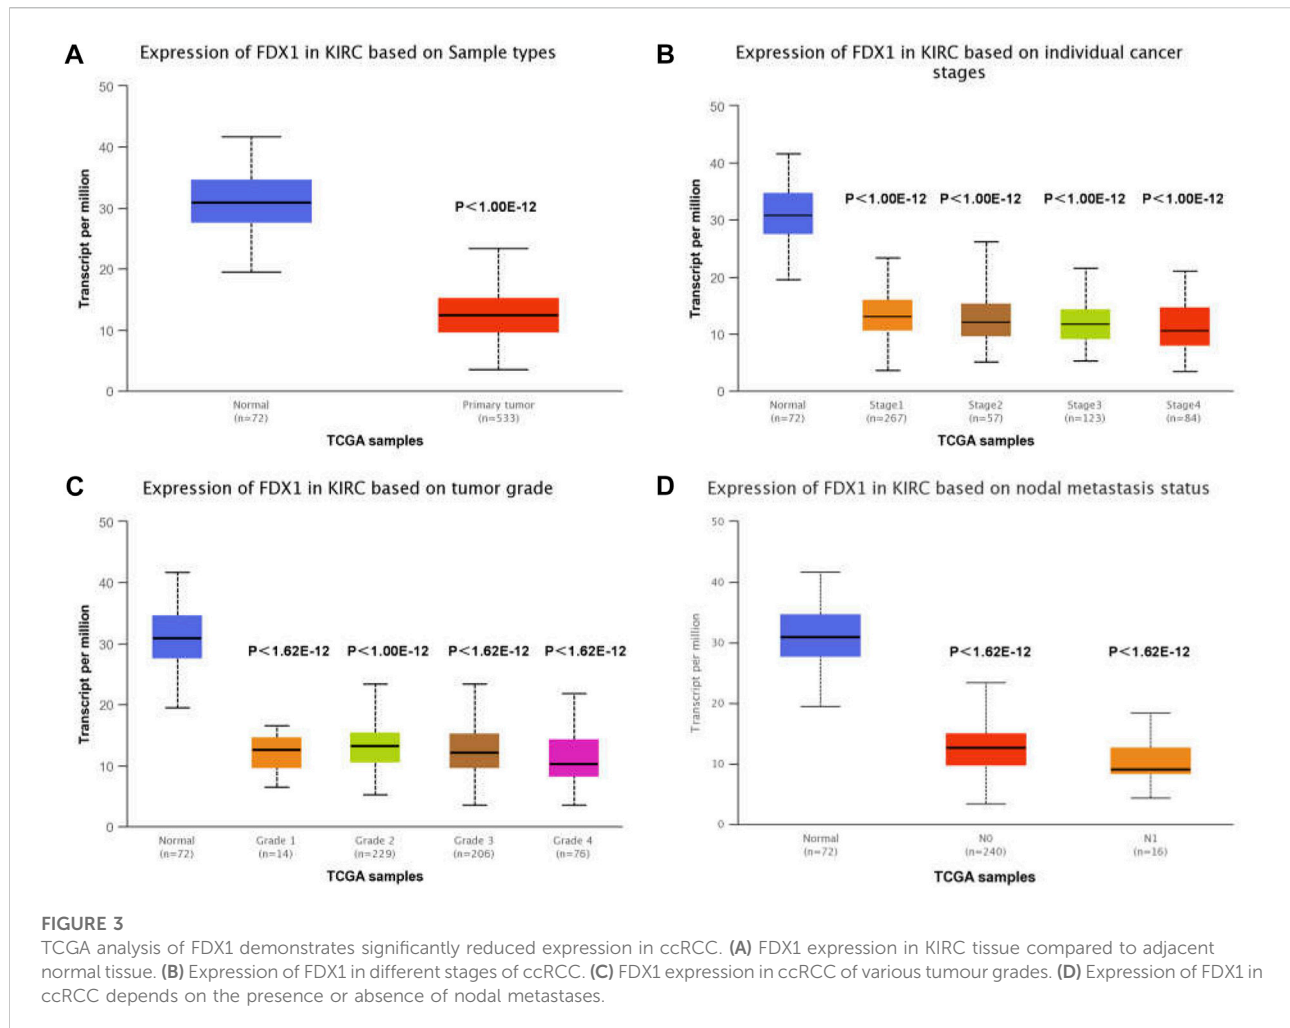 A
Expression of FDX1 in KIRC based on Sample types
Transcript per million
50
40
30
20
10
0
P<1.00E-12
Normal
(n=72)
Primary tumor
(n=533)
TCGA samples
B
Expression of FDX1 in KIRC based on individual cancer
stages
Transcript per million
50
40
30
20
10
0
P<1.00E-12 P<1.00E-12 P<1.00E-12 P<1.00E-12
Normal
(n=72)
Stage1
(n=267)
Stage2
(n=57)
Stage3
(n=123)
Stage4
(n=84)
TCGA samples
C
Expression of FDX1 in KIRC based on tumor grade
Transcript per million
50
40
30
20
10
0
P<1.62E-12 P<1.00E-12 P<1.62E-12 P<1.62E-12
Normal
(n=72)
Grade 1
(n=14)
Grade 2
(n=229)
Grade 3
(n=206)
Grade 4
(n=76)
TCGA samples
D
Expression of FDX1 in KIRC based on nodal metastasis status
Transcript per million
50
40
30
20
10
0
P<1.62E-12 P<1.62E-12
Normal
(n=72)
N0
(n=240)
N1
(n=16)
TCGA samples
FIGURE 3
TCGA analysis of FDX1 demonstrates significantly reduced expression in ccRCC. (A) FDX1 expression in KIRC tissue compared to adjacent
normal tissue. (B) Expression of FDX1 in different stages of ccRCC. (C) FDX1 expression in ccRCC of various tumour grades. (D) Expression of FDX1 in
ccRCC depends on the presence or absence of nodal metastases.